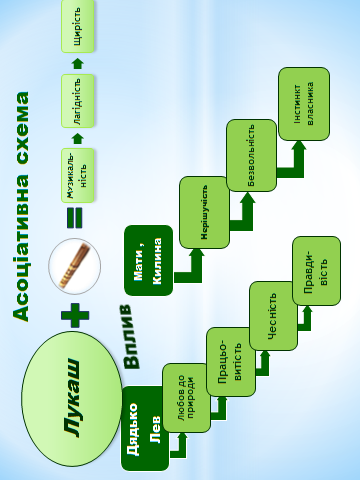 Асоціативна схема
Лукаш
Музикаль-
ність
Лагідність
Щирість
Вплив
Дядько
Лев
Любов до
природи
Працьо-
витість
Чесність
Правди-
вість
Мати ,
Килина
Нерішучість
Безвольність
Інстинкт
власника